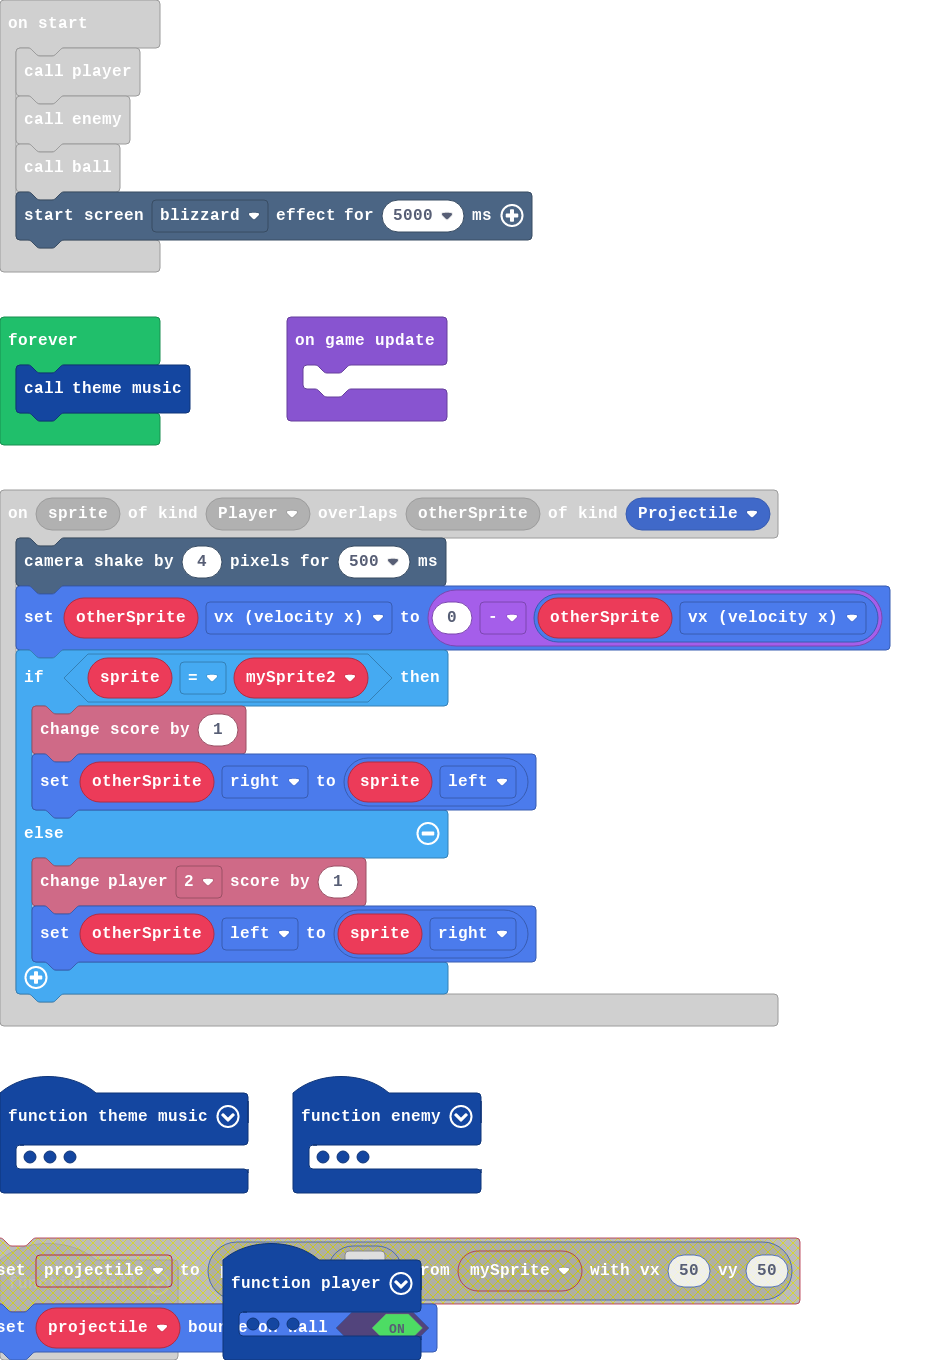 on start
call player
call enemy
call ball
start screen blizzard effect for 5000 ms
forever
call theme music
on game update
on sprite of kind Player overlaps otherSprite of kind Projectile
camera shake by 4 pixels for 500 ms
set otherSprite vx (velocity x) to 0 - otherSprite vx (velocity x)
if sprite = mySprite2 then
change score by 1
set otherSprite right to sprite left
else
change player 2 score by 1
set otherSprite left to sprite right
function theme music
function enemy
set projectile to rom mySprite with vx 50 vy 50
function player
set projectile boun e on all ON